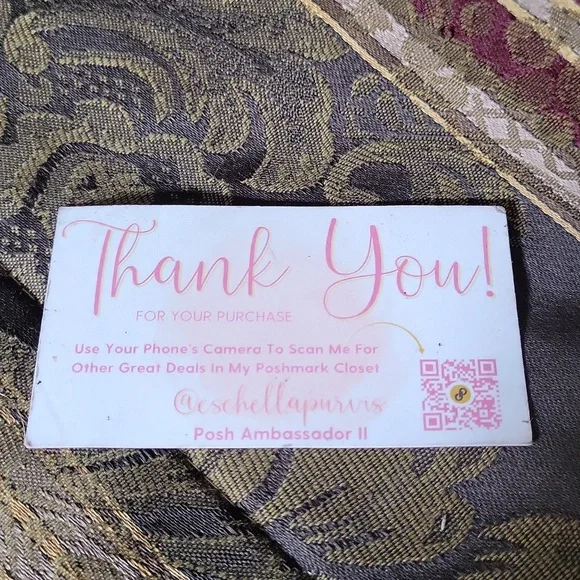 Thank You!
FOR YOUR PURCHASE
Use Your Phone's Camera To Scan Me For
Other Great Deals In My Poshmark Closet
@eschellapurvis
Posh Ambassador II